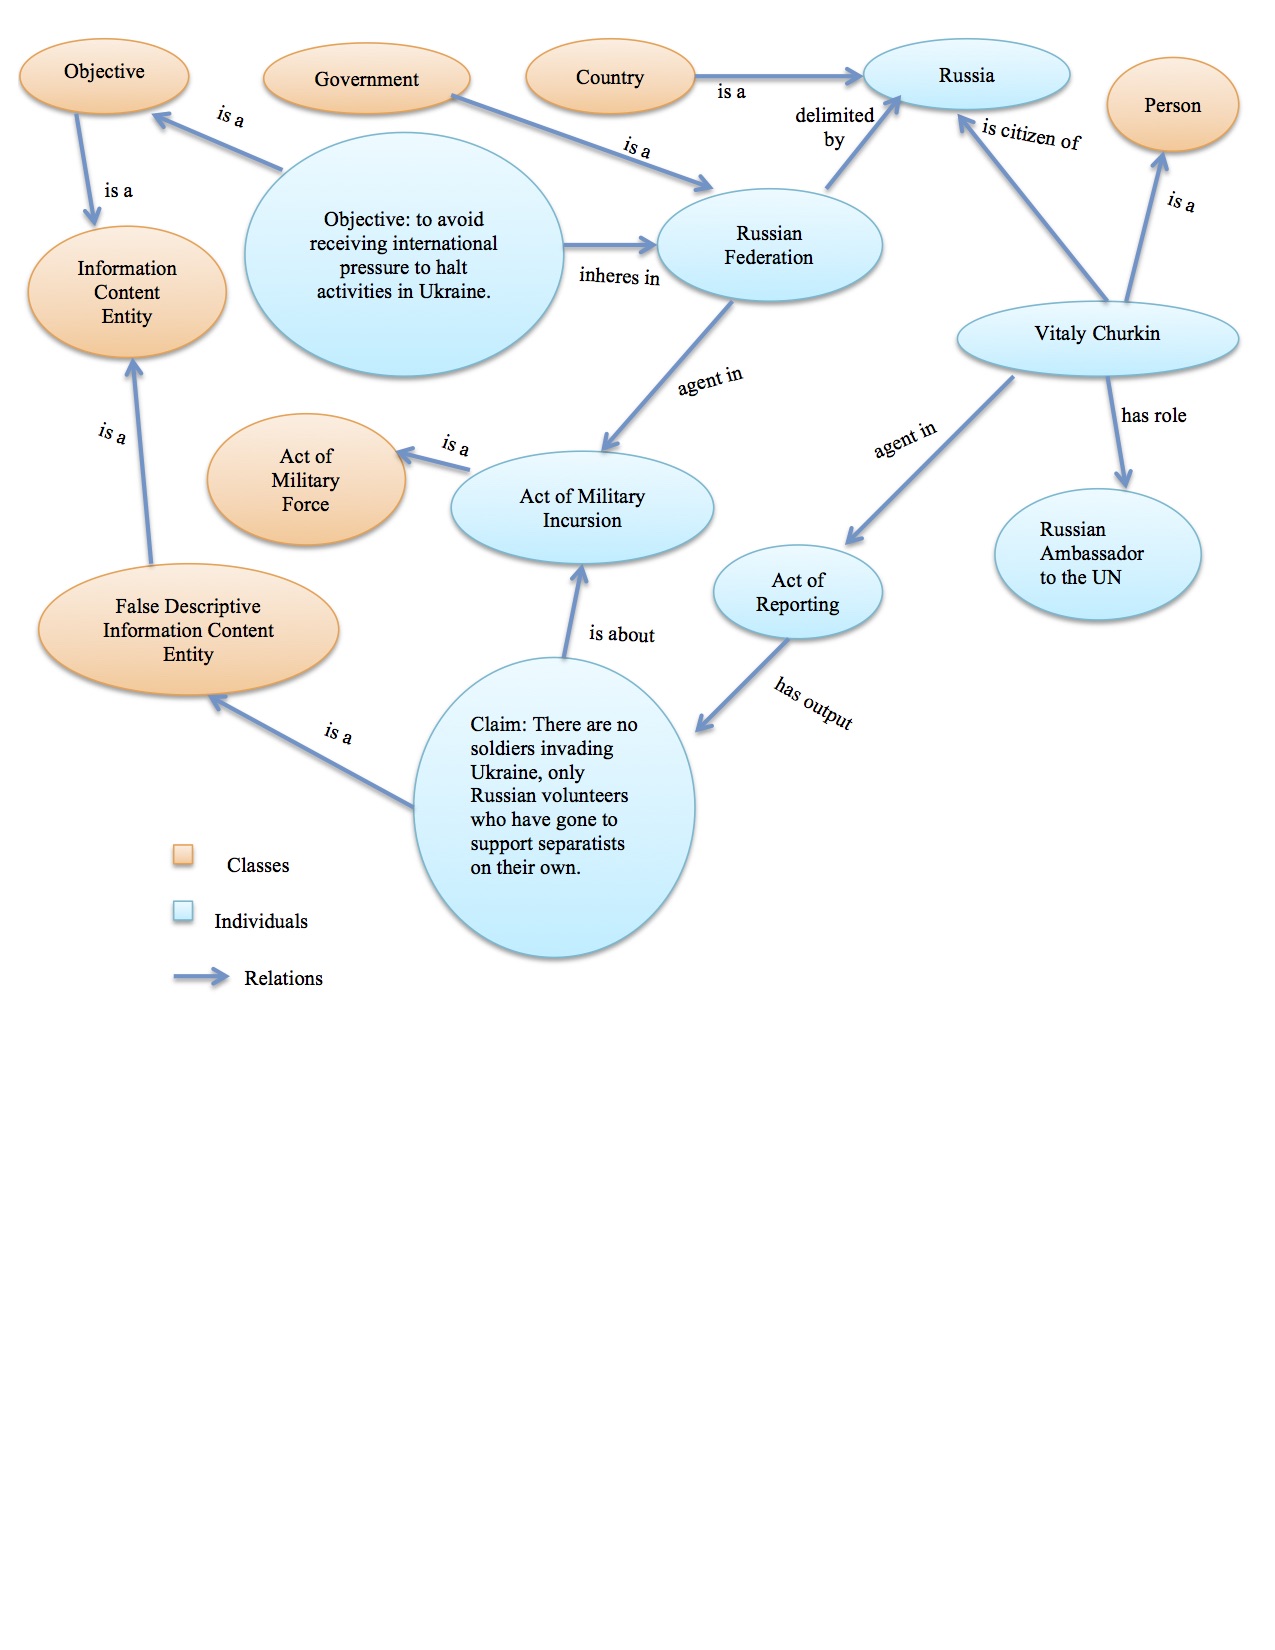 Objective
Government
Country
Russia
Person
is a
is a
delimited
by
is citizen of
is a
is a
is a
Objective: to avoid
receiving international
pressure to halt
activities in Ukraine.
Russian
Federation
inheres in
Information
Content
Entity
Vitaly Churkin
agent in
has role
agent in
is a
is a
Act of
Military
Force
Act of Military
Incursion
Russian
Ambassador
to the UN
Act of
Reporting
False Descriptive
Information Content
Entity
is about
has output
is a
Claim: There are no
soldiers invading
Ukraine, only
Russian volunteers
who have gone to
support separatists
on their own.
Classes
Individuals
Relations